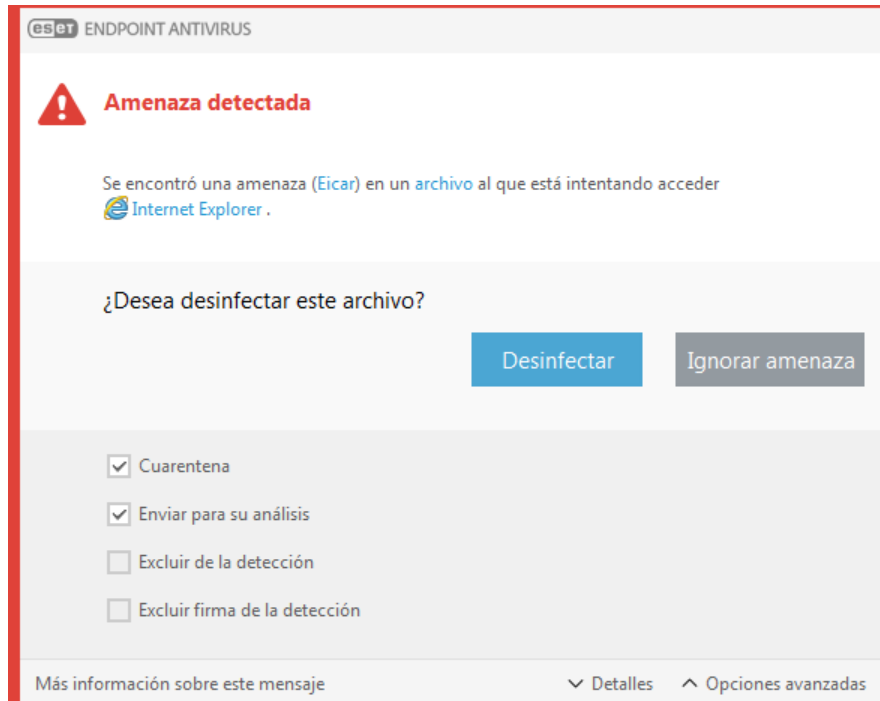 eset ENDPOINT ANTIVIRUS
Amenaza detectada
Se encontró una amenaza (Eicar) en un archivo al que está intentando acceder
Internet Explorer .
¿Desea desinfectar este archivo?
Desinfectar Ignorar amenaza
Cuarentena
Enviar para su análisis
Excluir de la detección
Excluir firma de la detección
Más información sobre este mensaje Detalles Opciones avanzadas